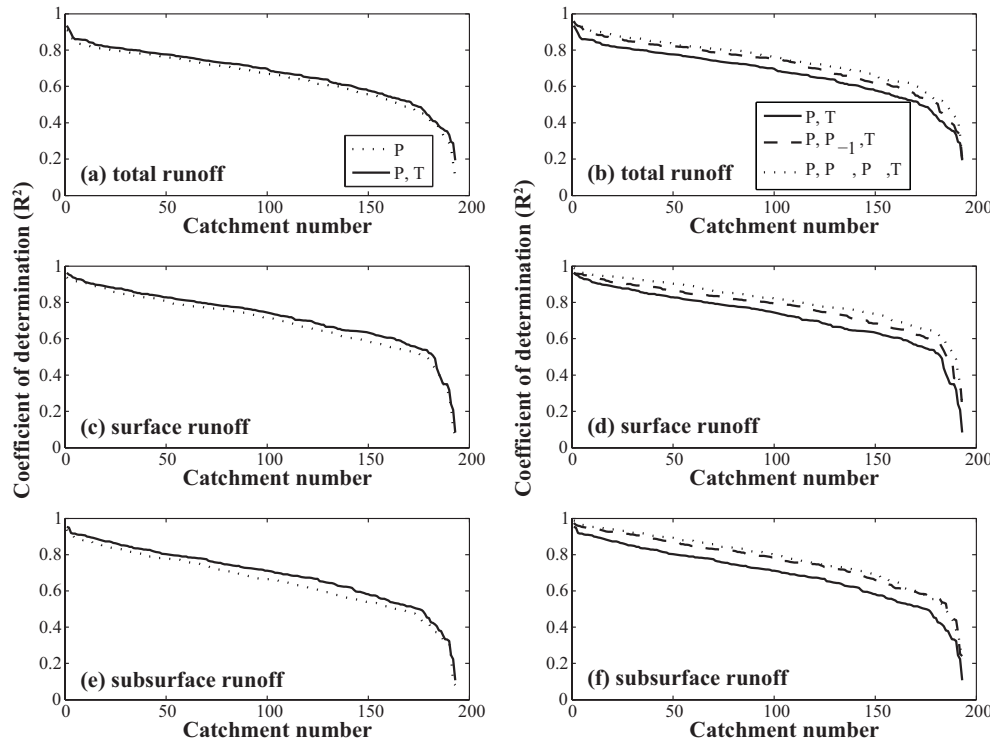 Coefficient of determination (R²)
1
0.8
0.6
0.4
0.2
0
0 50 100 150 200
(a) total runoff
P
P, T
Catchment number
1
0.8
0.6
0.4
0.2
0
0 50 100 150 200
(c) surface runoff
Catchment number
1
0.8
0.6
0.4
0.2
0
0 50 100 150 200
(e) subsurface runoff
Catchment number
Coefficient of determination (R²)
1
0.8
0.6
0.4
0.2
0
0 50 100 150 200
(b) total runoff
P, T
P, P₋₁,T
P, P , P ,T
Catchment number
1
0.8
0.6
0.4
0.2
0
0 50 100 150 200
(d) surface runoff
Catchment number
1
0.8
0.6
0.4
0.2
0
0 50 100 150 200
(f) subsurface runoff
Catchment number